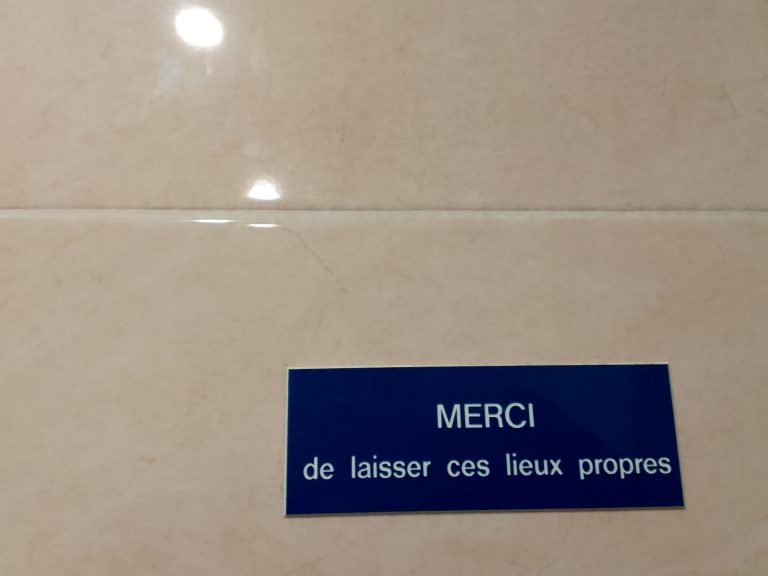 MERCI
de laisser ces lieux propres